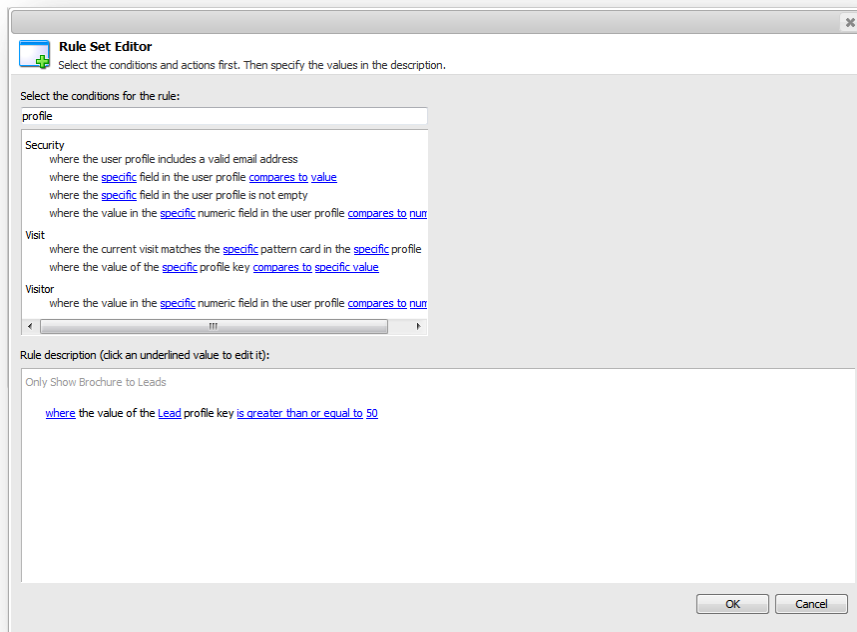 Rule Set Editor
Select the conditions and actions first. Then specify the values in the description.
Select the conditions for the rule:
profile
Security
where the user profile includes a valid email address
where the specific field in the user profile compares to value
where the specific field in the user profile is not empty
where the value in the specific numeric field in the user profile compares to num
Visit
where the current visit matches the specific pattern card in the specific profile
where the value of the specific profile key compares to specific value
Visitor
where the value in the specific numeric field in the user profile compares to num
Rule description (click an underlined value to edit it):
Only Show Brochure to Leads
where the value of the Lead profile key is greater than or equal to 50
OK
Cancel